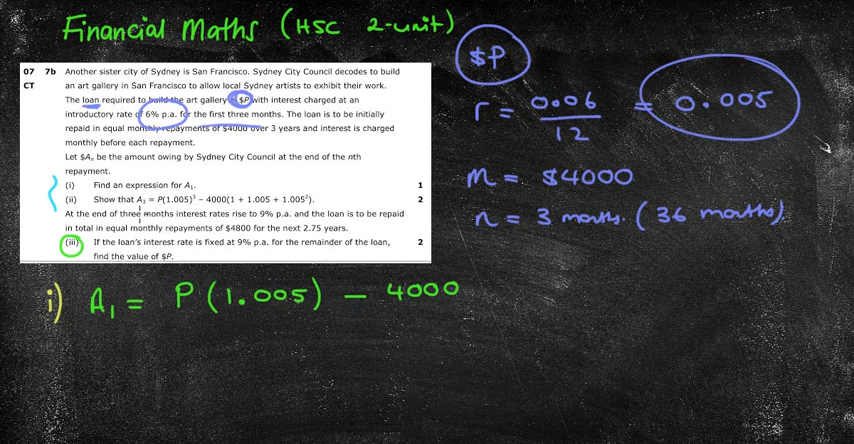 Financial Maths (HSC 2-unit)
07 7b Another sister city of Sydney is San Francisco. Sydney City Council decodes to build
CT an art gallery in San Francisco to allow local Sydney artists to exhibit their work.
The loan required to build the art gallery is $P with interest charged at an
introductory rate of 6% p.a. for the first three months. The loan is to be initially
repaid in equal monthly repayments of $4000 over 3 years and interest is charged
monthly before each repayment.
Let $Aₙ be the amount owing by Sydney City Council at the end of the nth
repayment.
(i) Find an expression for A₁. 1
(ii) Show that A₃ = P(1.005)³ – 4000(1 + 1.005 + 1.005²). 2
At the end of three months interest rates rise to 9% p.a. and the loan is to be repaid
in total in equal monthly repayments of $4800 for the next 2.75 years.
(iii) If the loan's interest rate is fixed at 9% p.a. for the remainder of the loan, 2
find the value of $P.
$P
r = 0.06/12 = 0.005
M = $4000
n = 3 months. (36 months)
i) A₁ = P(1.005) – 4000